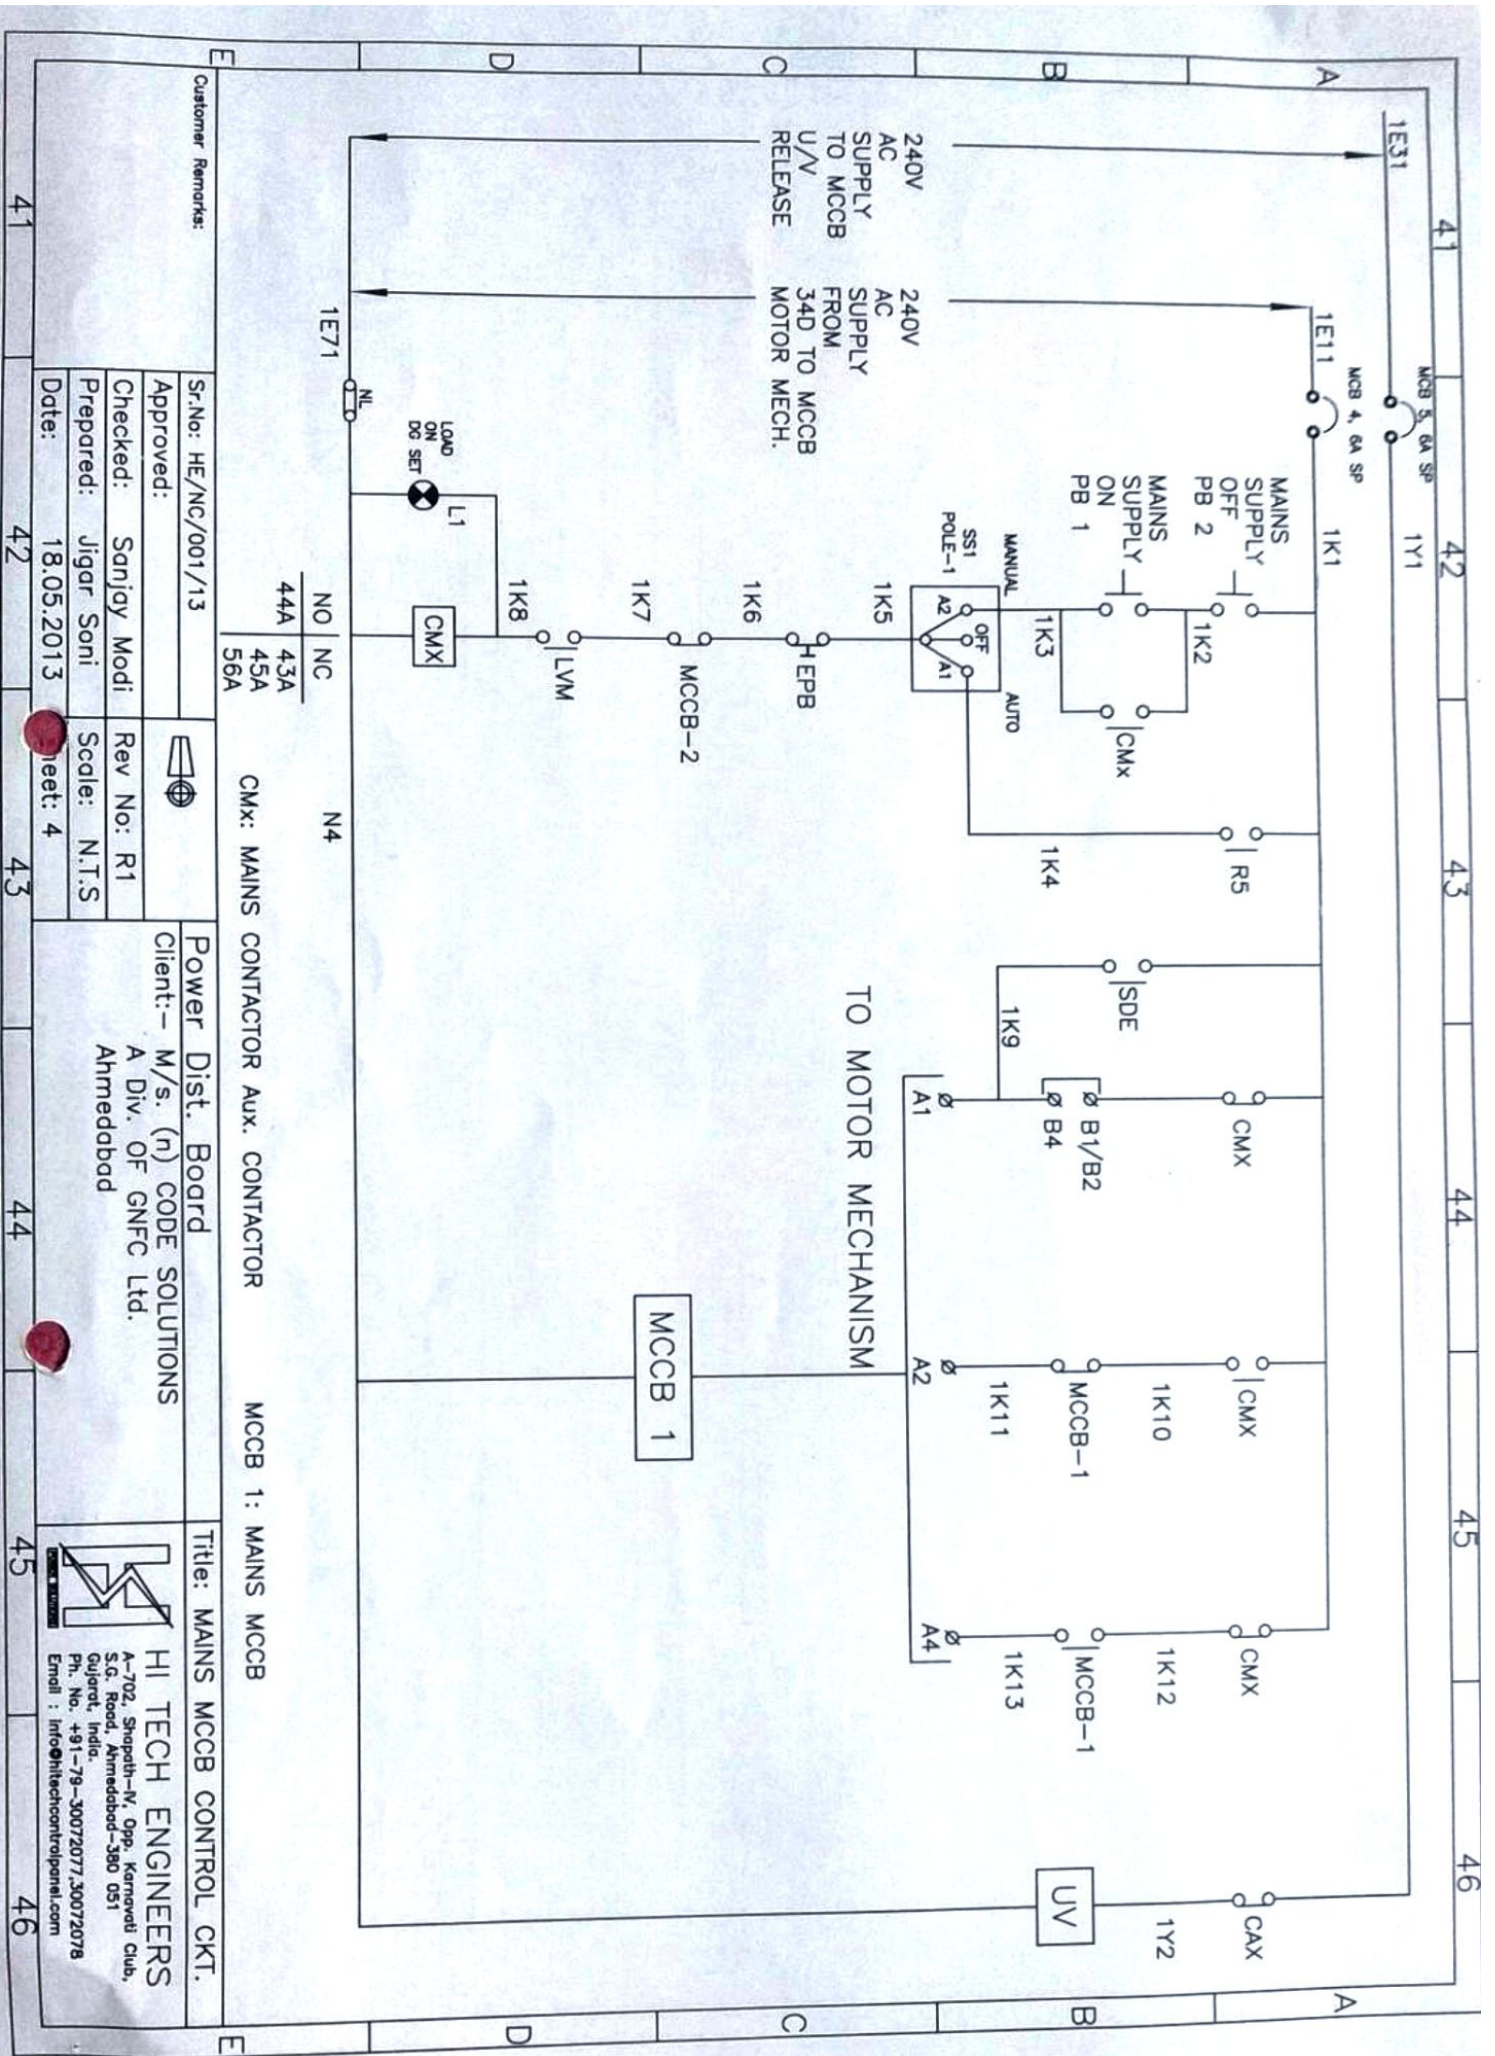 41
42
43
44
45
46
A
B
C
D
E
1E31
MCB 5, 6A SP
1Y1
1E11
MCB 4, 6A SP
1K1
240V
AC
SUPPLY
TO MCCB
U/V
RELEASE
240V
AC
SUPPLY
FROM
34D TO MCCB
MOTOR MECH.
MAINS
SUPPLY
OFF
PB 2
1K2
MAINS
SUPPLY
ON
PB 1
CMx
1K3
MANUAL
AUTO
SS1
POLE-1
A2
OFF
A1
R5
1K4
1K5
EPB
1K6
MCCB-2
1K7
LVM
1K8
CMX
LOAD
ON
DG SET
L1
1E71
NL
N4
NO
NC
44A
43A
45A
56A
SDE
1K9
CMX
B1/B2
B4
A1
CMX
1K10
MCCB-1
1K11
A2
CMX
1K12
MCCB-1
1K13
A4
TO MOTOR MECHANISM
MCCB 1
CAX
1Y2
UV
CMx: MAINS CONTACTOR Aux. CONTACTOR
MCCB 1: MAINS MCCB
A
B
C
D
E
Customer Remarks:
Sr.No: HE/NC/001/13
Approved:
Checked: Sanjay Modi
Rev No: R1
Prepared: Jigar Soni
Scale: N.T.S
Date: 18.05.2013
eet: 4
Power Dist. Board
Client:- M/s. (n) CODE SOLUTIONS
A Div. OF GNFC Ltd.
Ahmedabad
Title: MAINS MCCB CONTROL CKT.
HI TECH ENGINEERS
A-702, Shapath-IV, Opp. Karnavati Club,
S.G. Road, Ahmedabad-380 051
Gujarat, India.
Ph. No. +91-79-30072077,30072078
Email : info@hitechcontrolpanel.com
41
42
43
44
45
46